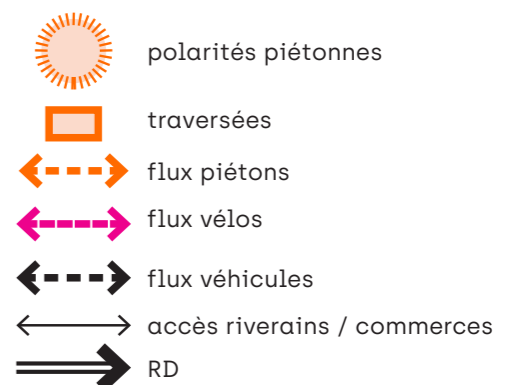 polarités piétonnes
traversées
flux piétons
flux vélos
flux véhicules
accès riverains / commerces
RD